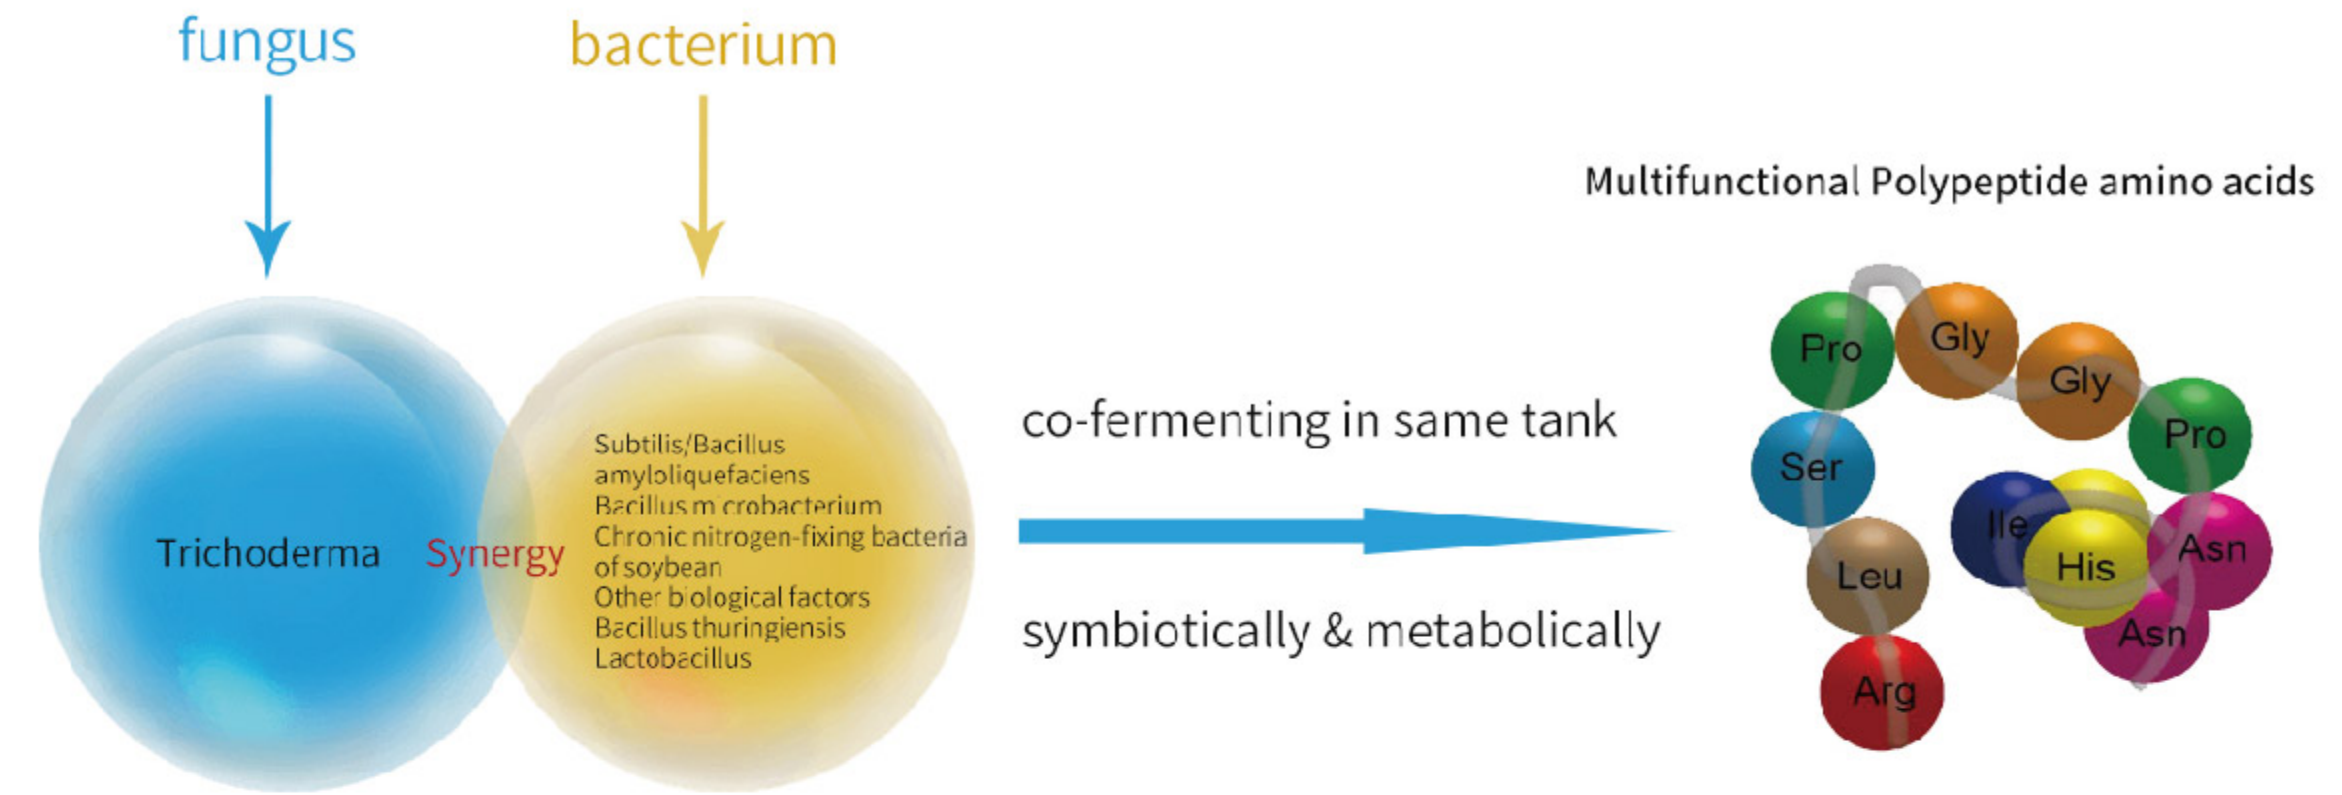 fungus
bacterium
Trichoderma
Synergy
Subtilis/Bacillus
amyloliquefaciens
Bacillus m crobacterium
Chronic nitrogen-fixing bacteria
of soybean
Other biological factors
Bacillus thuringiensis
Lactobacillus
co-fermenting in same tank
symbiotically & metabolically
Multifunctional Polypeptide amino acids
Pro
Gly
Gly
Pro
Ser
Ile
His
Asn
Leu
Asn
Arg